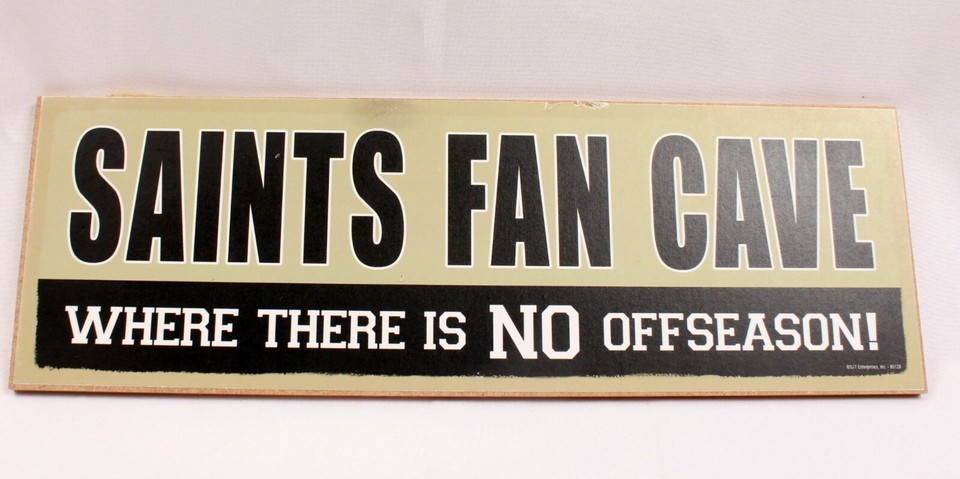 SAINTS FAN CAVE
WHERE THERE IS NO OFFSEASON!